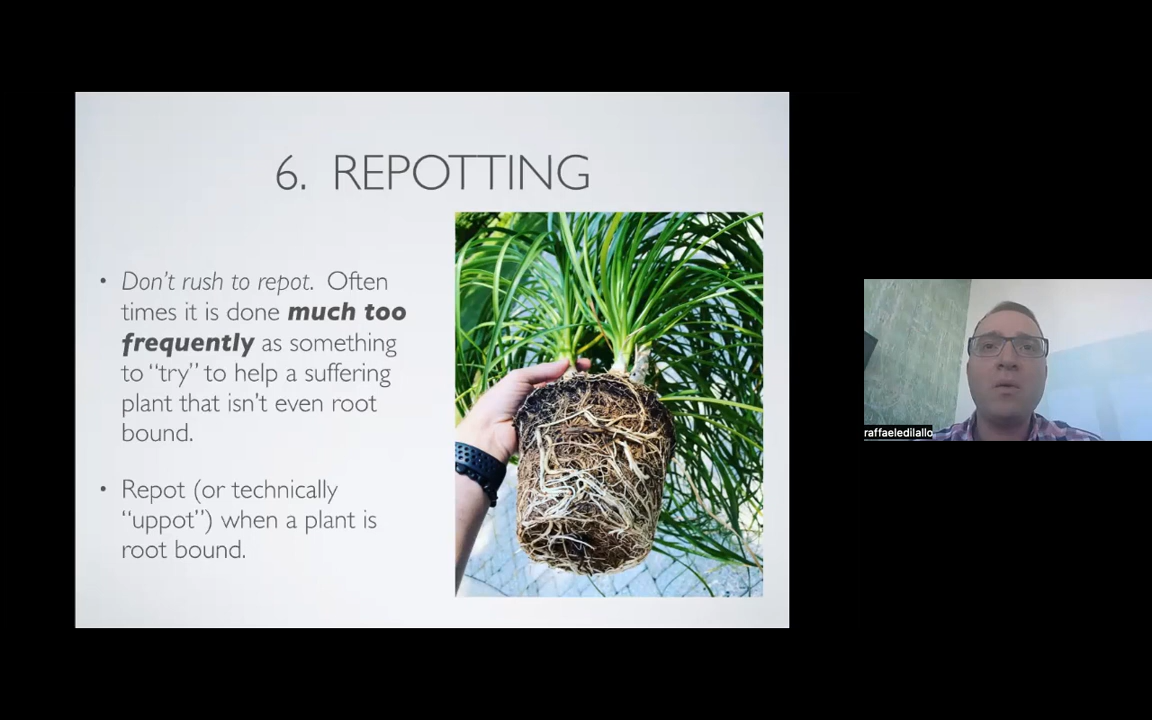 6. REPOTTING
• Don't rush to repot. Often
times it is done much too
frequently as something
to “try” to help a suffering
plant that isn't even root
bound.
• Repot (or technically
“uppot”) when a plant is
root bound.
raffaeledilallo